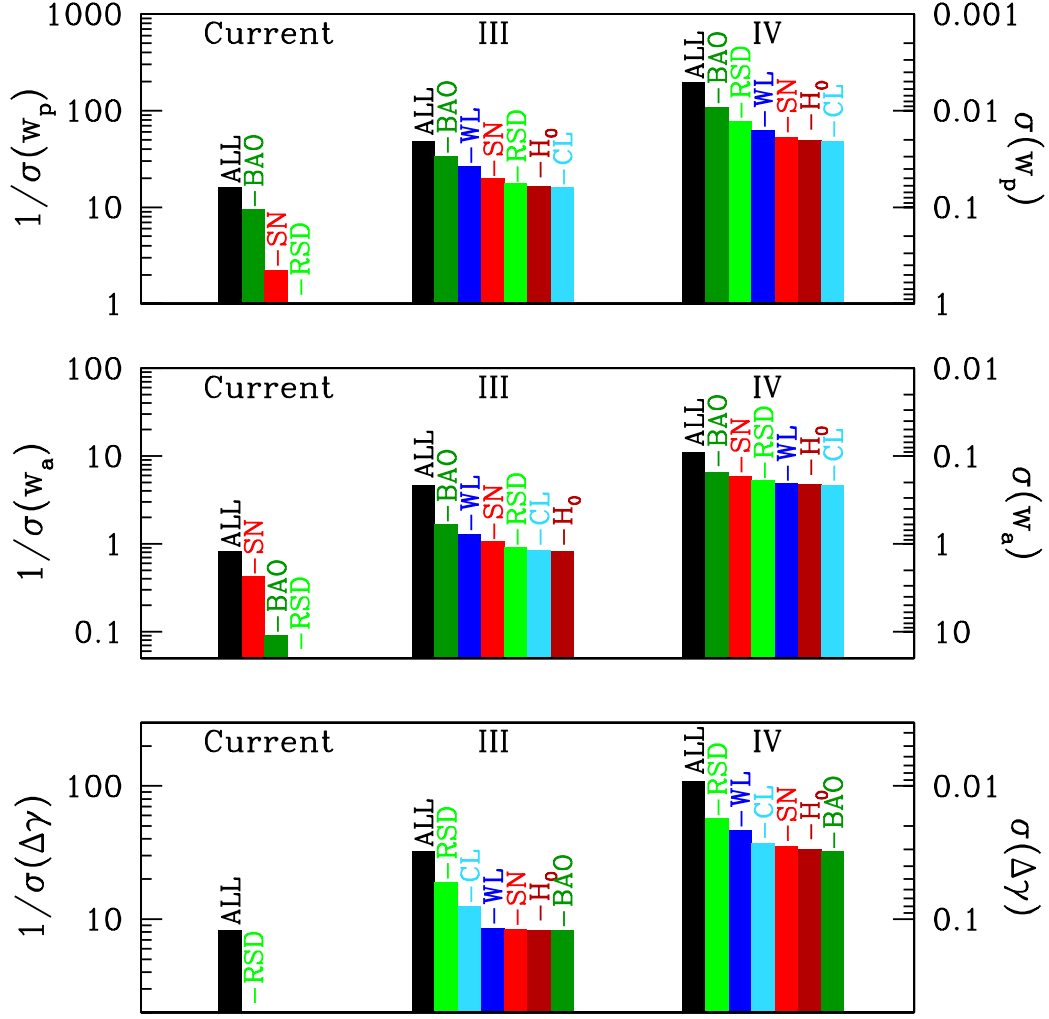 Current III IV
1/σ(w_p)
1000
100
10
1
ALL
−BAO
−SN
−RSD
ALL
−BAO
−WL
−SN
−RSD
−H₀
−CL
ALL
−BAO
−RSD
−WL
−SN
−H₀
−CL
0.001
0.01
0.1
1
σ(w_p)
Current III IV
1/σ(w_a)
100
10
1
0.1
ALL
−SN
−BAO
−RSD
ALL
−BAO
−WL
−SN
−RSD
−CL
−H₀
ALL
−BAO
−SN
−RSD
−WL
−H₀
−CL
0.01
0.1
1
10
σ(w_a)
Current III IV
1/σ(Δγ)
100
10
ALL
−RSD
ALL
−RSD
−CL
−WL
−SN
−H₀
−BAO
ALL
−RSD
−WL
−CL
−SN
−H₀
−BAO
0.01
0.1
σ(Δγ)